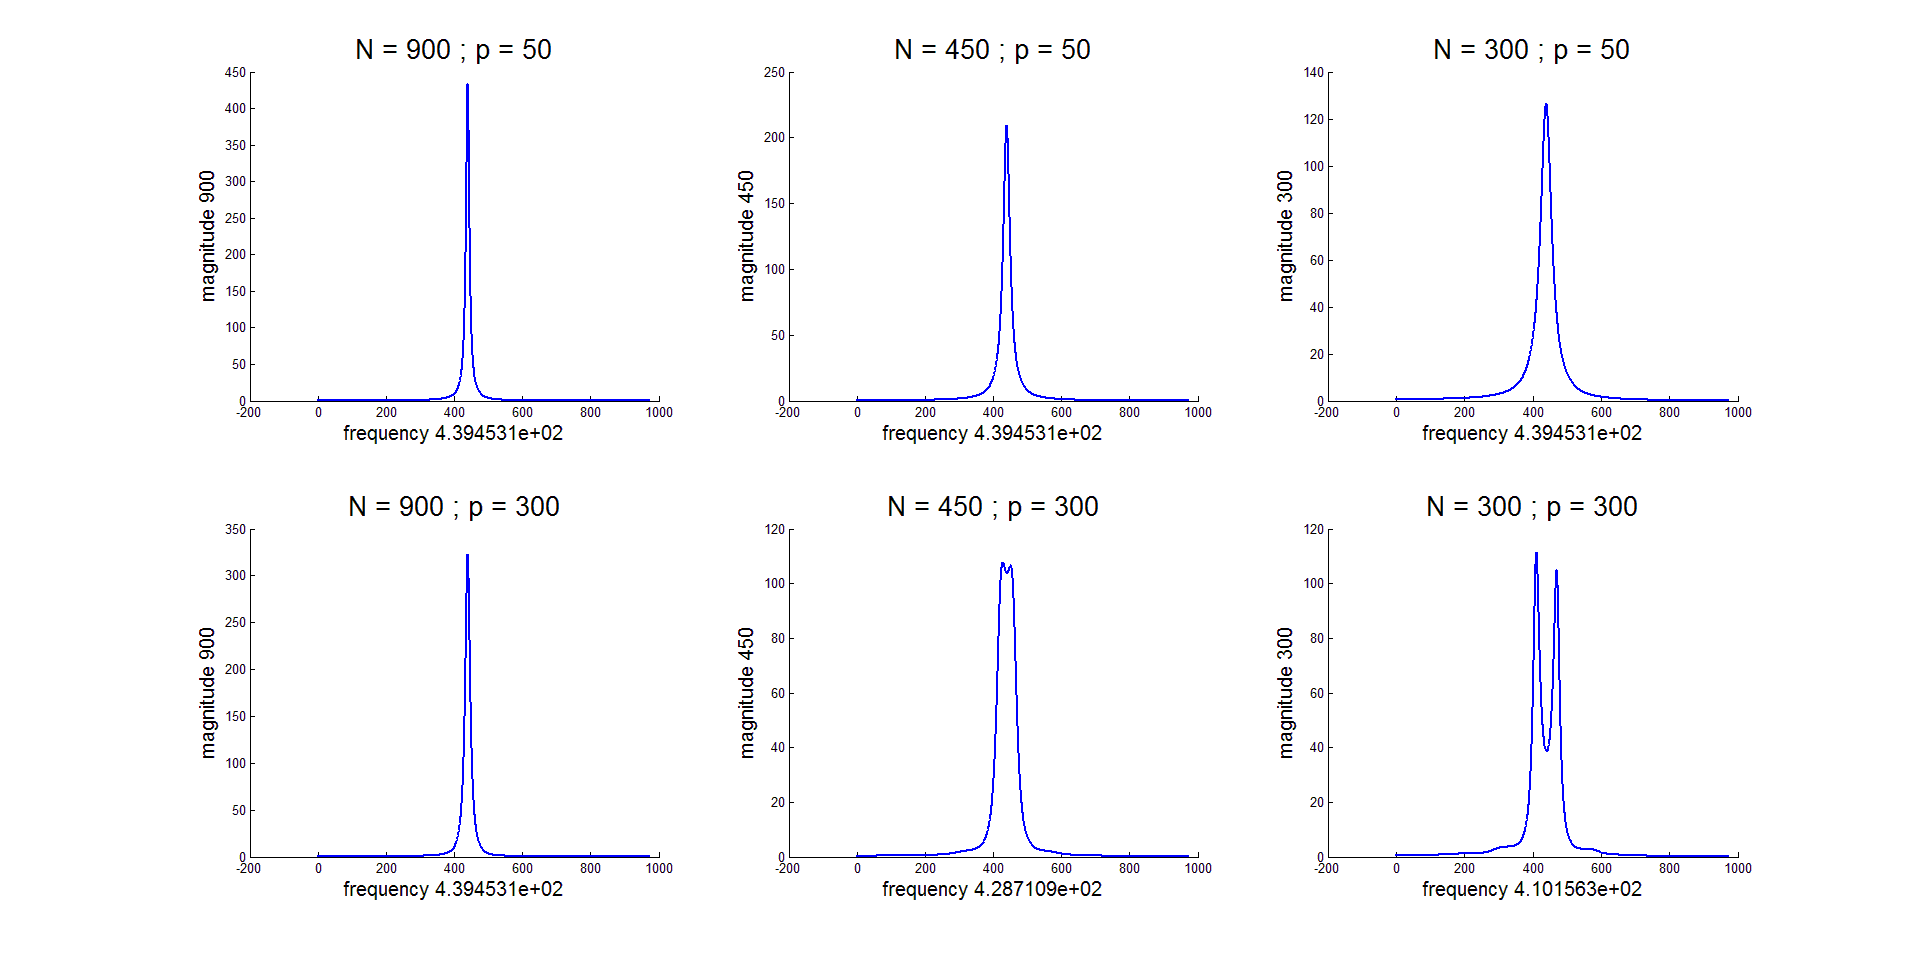 N = 900 ; p = 50
450
400
350
300
250
200
150
100
50
0
-200 0 200 400 600 800 1000
magnitude 900
frequency 4.394531e+02
N = 450 ; p = 50
250
200
150
100
50
0
-200 0 200 400 600 800 1000
magnitude 450
frequency 4.394531e+02
N = 300 ; p = 50
140
120
100
80
60
40
20
0
-200 0 200 400 600 800 1000
magnitude 300
frequency 4.394531e+02
N = 900 ; p = 300
350
300
250
200
150
100
50
0
-200 0 200 400 600 800 1000
magnitude 900
frequency 4.394531e+02
N = 450 ; p = 300
120
100
80
60
40
20
0
-200 0 200 400 600 800 1000
magnitude 450
frequency 4.287109e+02
N = 300 ; p = 300
120
100
80
60
40
20
0
-200 0 200 400 600 800 1000
magnitude 300
frequency 4.101563e+02